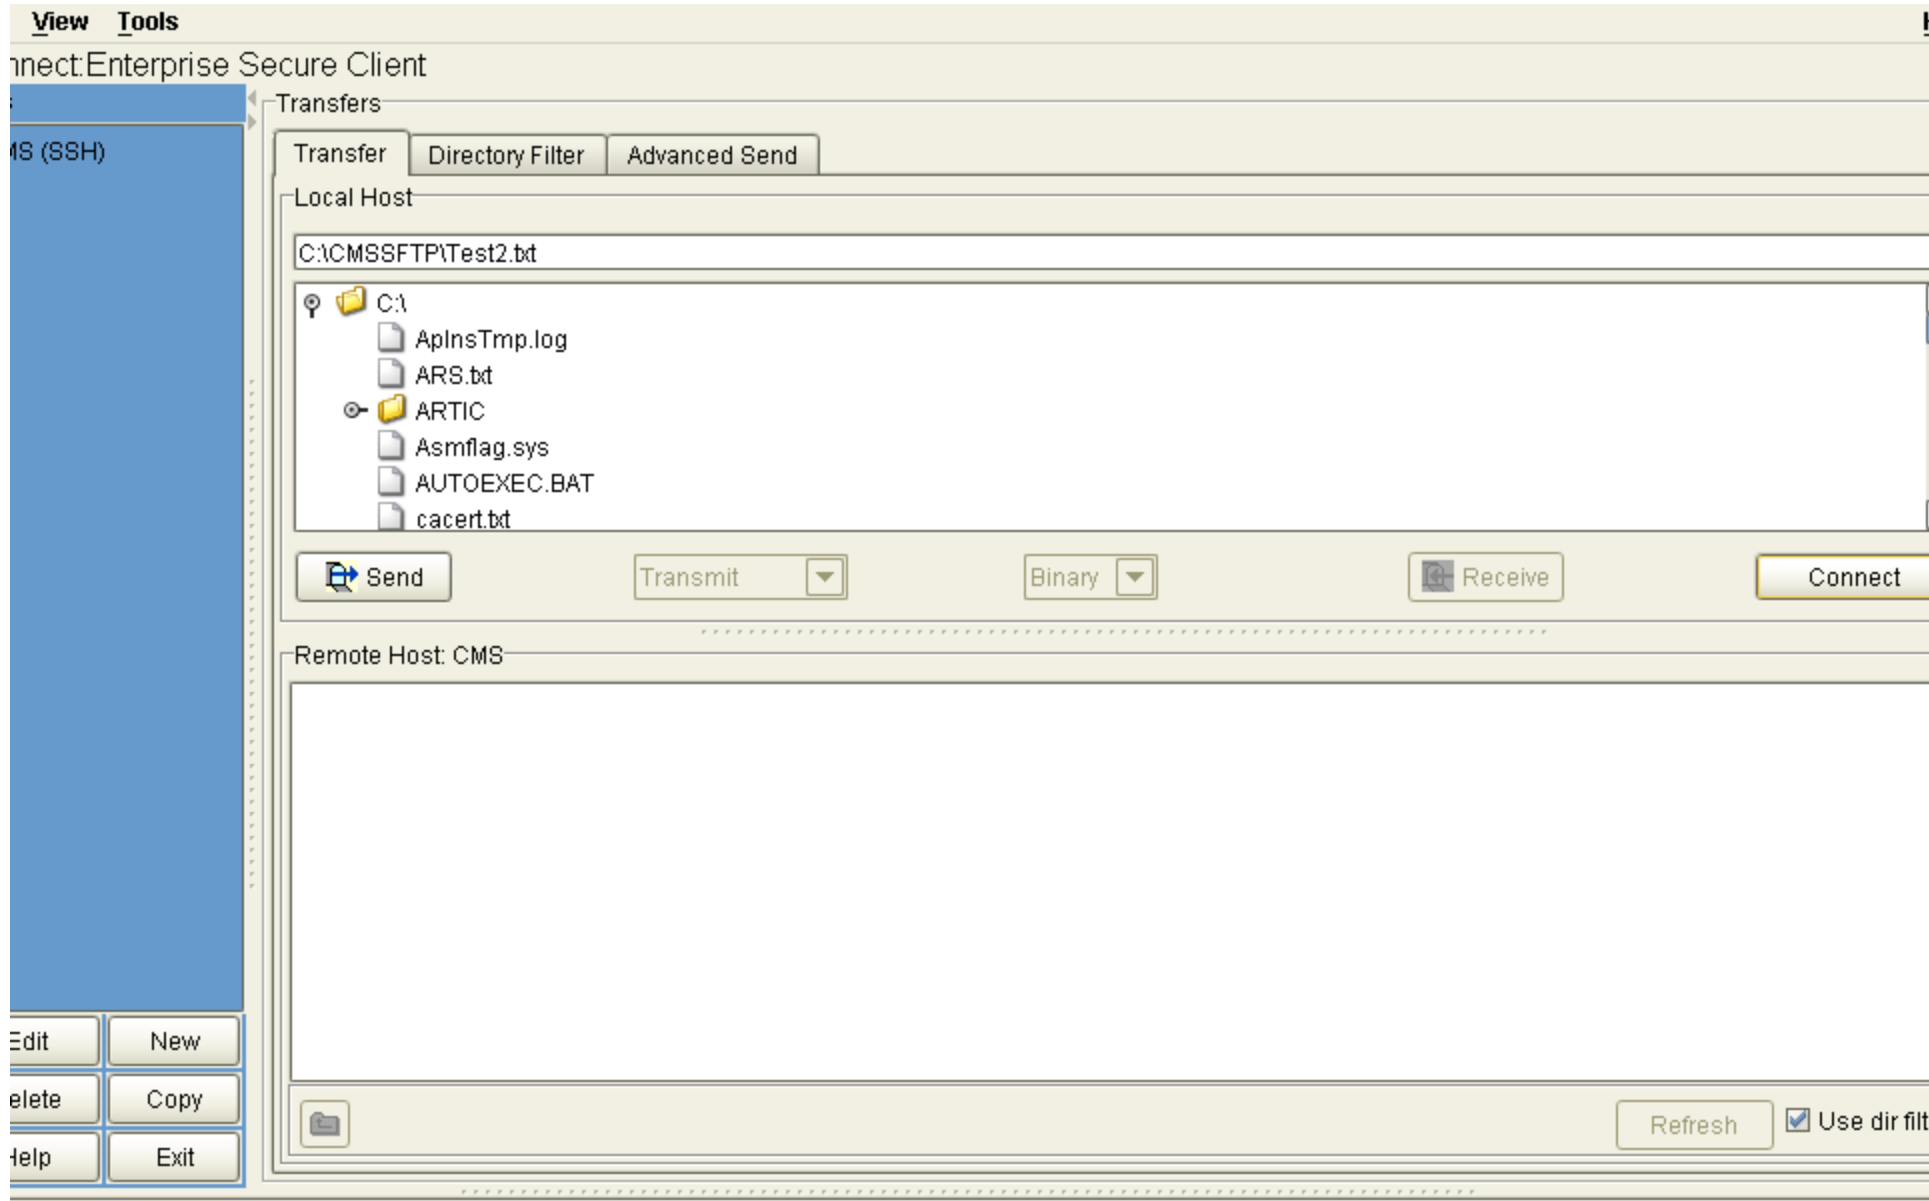 View Tools
nnect:Enterprise Secure Client
Transfers
MS (SSH)
Transfer Directory Filter Advanced Send
Local Host
C:\CMSSFTP\Test2.txt
C:\
ApInsTmp.log
ARS.txt
ARTIC
Asmflag.sys
AUTOEXEC.BAT
cacert.txt
Send Transmit Binary Receive Connect
Remote Host: CMS
Edit New
elete Copy
Help Exit
Refresh Use dir filt